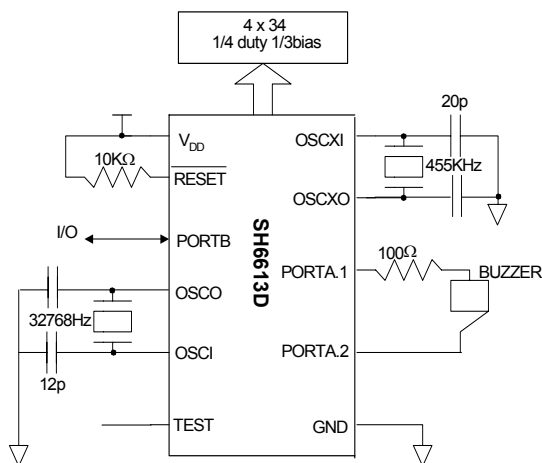 4 x 34
1/4 duty 1/3bias
20p
V_DD
OSCXI
10KΩ
RESET
455KHz
OSCXO
I/O
PORTB
SH6613D
100Ω
PORTA.1
BUZZER
OSCO
32768Hz
OSCI
PORTA.2
12p
TEST
GND